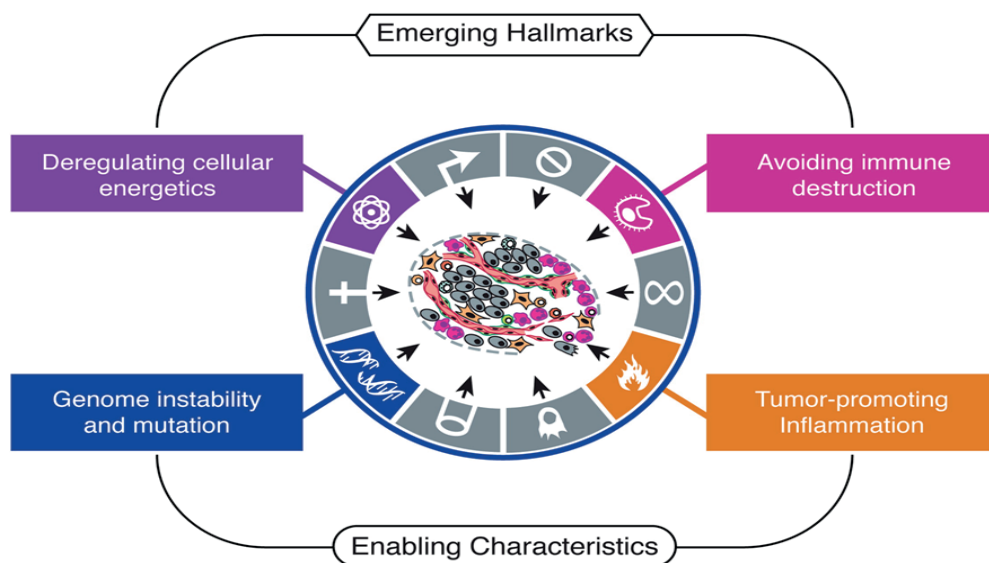 Emerging Hallmarks
Deregulating cellular
energetics
Avoiding immune
destruction
Genome instability
and mutation
Tumor-promoting
Inflammation
Enabling Characteristics